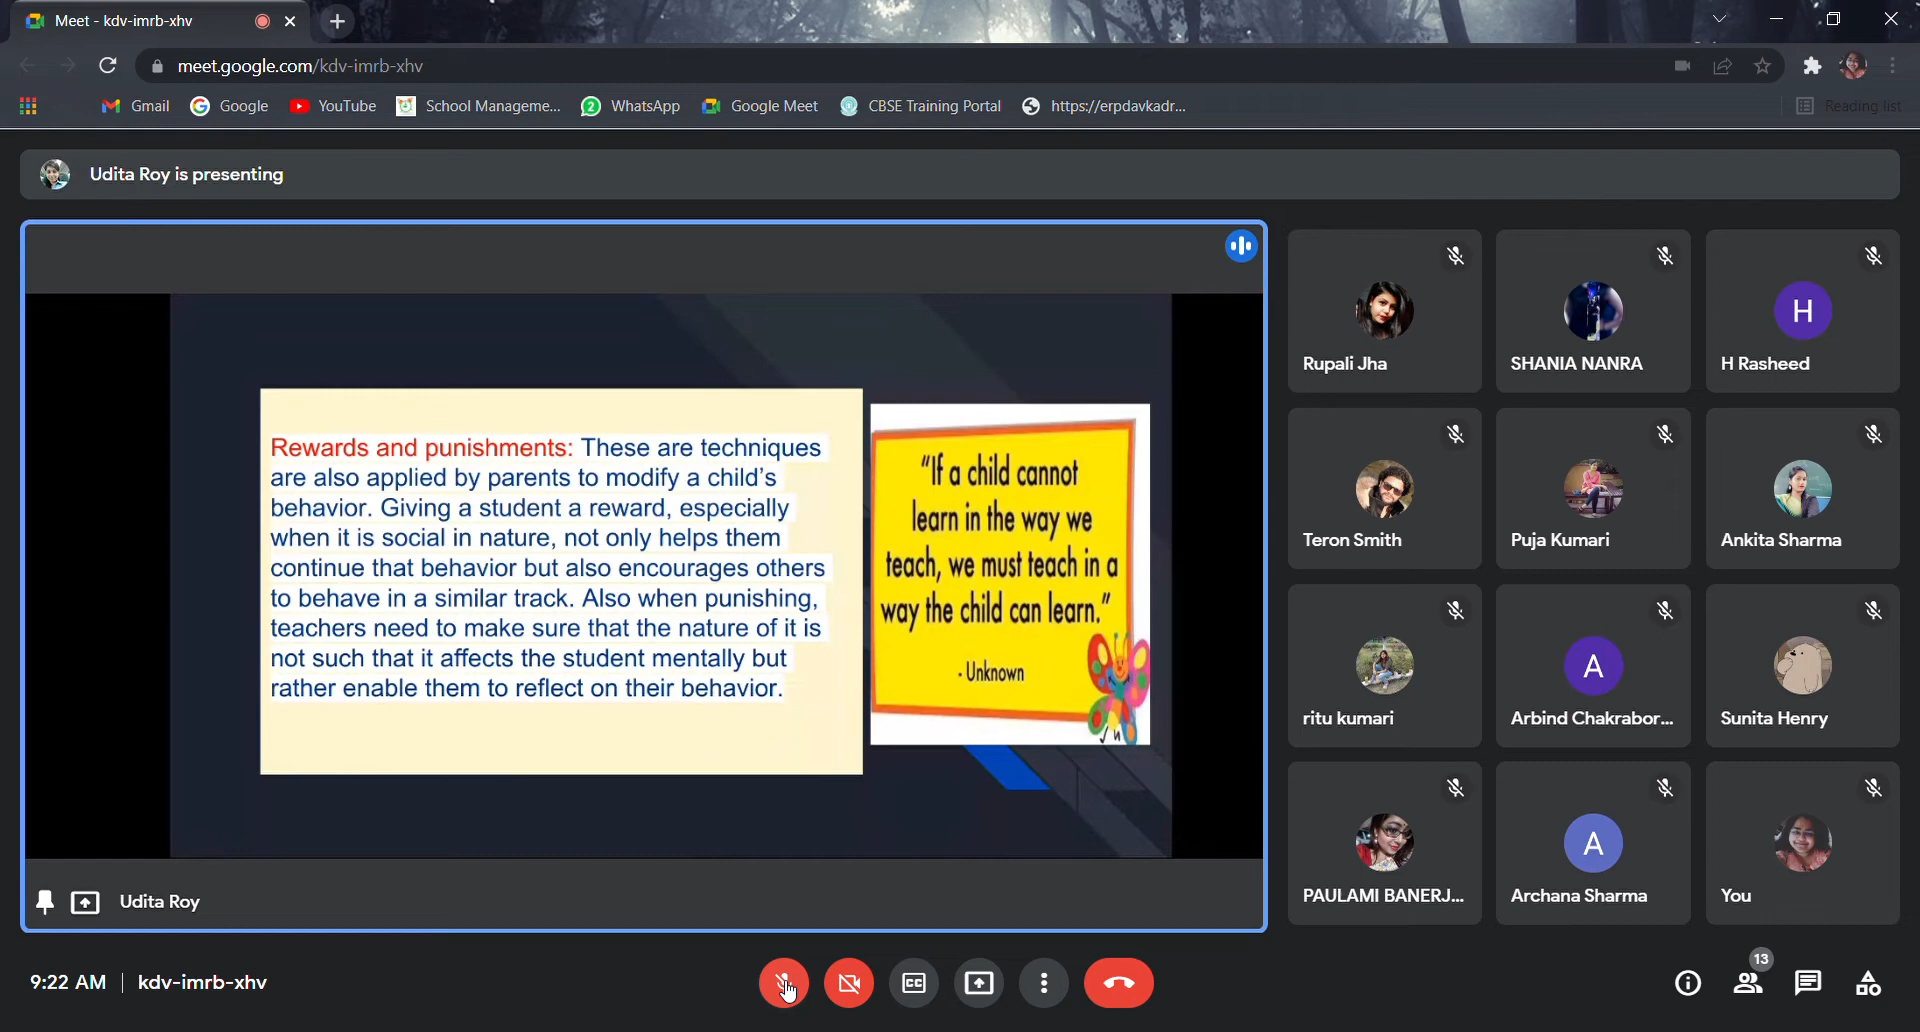 Meet - kdv-imrb-xhv
meet.google.com/kdv-imrb-xhv
Gmail
Google
YouTube
School Manageme...
2
WhatsApp
Google Meet
CBSE Training Portal
https://erpdavkadr...
Reading list
Udita Roy is presenting
Rewards and punishments: These are techniques
are also applied by parents to modify a child's
behavior. Giving a student a reward, especially
when it is social in nature, not only helps them
continue that behavior but also encourages others
to behave in a similar track. Also when punishing,
teachers need to make sure that the nature of it is
not such that it affects the student mentally but
rather enable them to reflect on their behavior.
"If a child cannot
learn in the way we
teach, we must teach in a
way the child can learn."
- Unknown
Udita Roy
Rupali Jha
SHANIA NANRA
H
H Rasheed
Teron Smith
Puja Kumari
Ankita Sharma
ritu kumari
A
Arbind Chakrabor...
Sunita Henry
PAULAMI BANERJ...
A
Archana Sharma
You
9:22 AM | kdv-imrb-xhv
CC
13